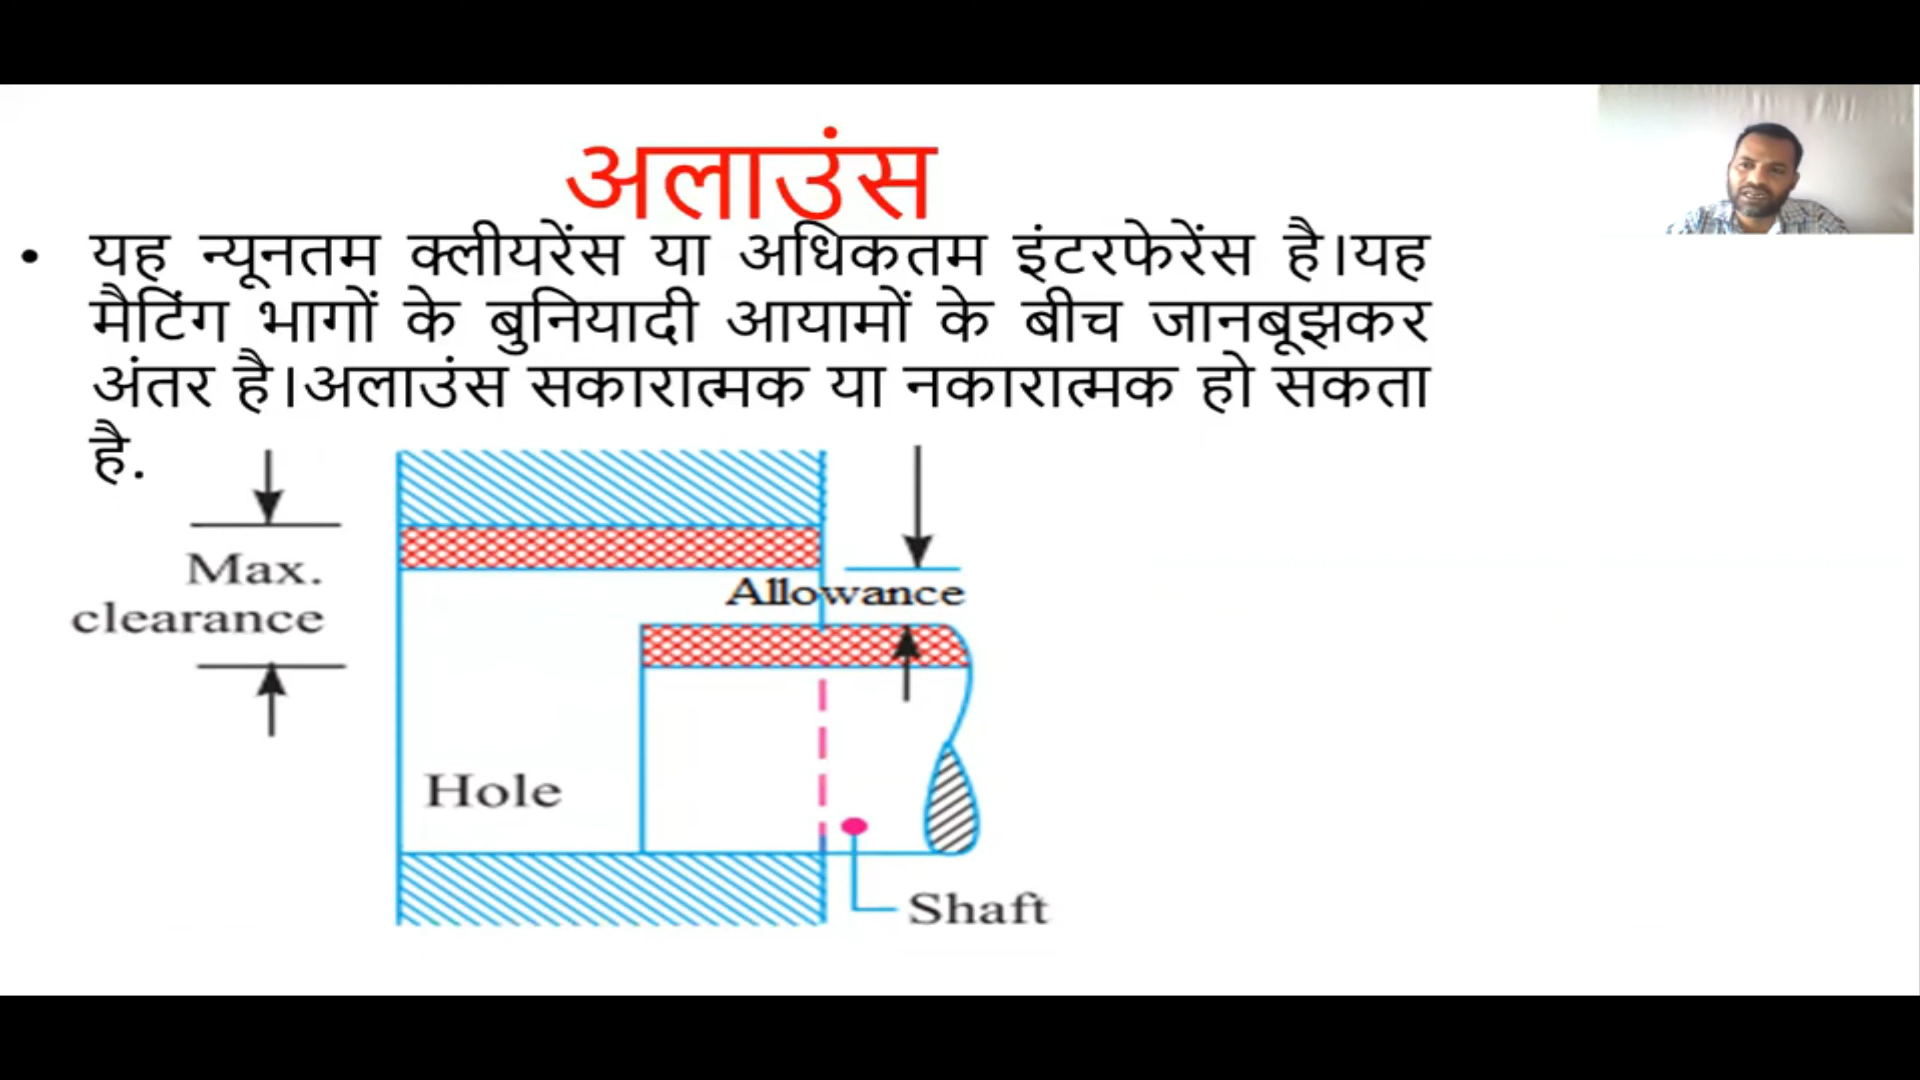 अलाउंस
• यह न्यूनतम क्लीयरेंस या अधिकतम इंटरफेरेंस है।यह
मैटिंग भागों के बुनियादी आयामों के बीच जानबूझकर
अंतर है।अलाउंस सकारात्मक या नकारात्मक हो सकता
है.
Max.
clearance
Allowance
Hole
Shaft